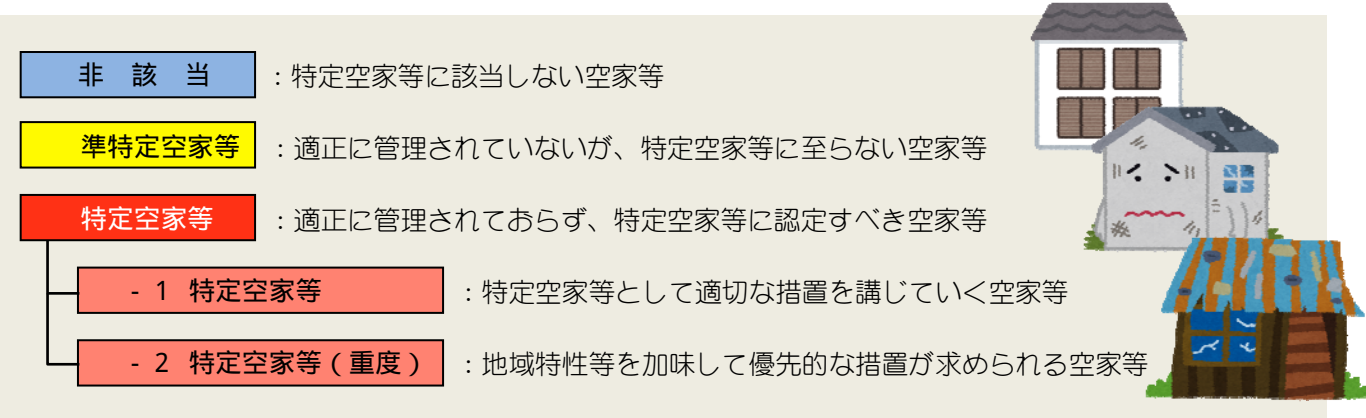 非 該 当 :特定空家等に該当しない空家等
準特定空家等 :適正に管理されていないが、特定空家等に至らない空家等
特定空家等 :適正に管理されておらず、特定空家等に認定すべき空家等
-1 特定空家等 :特定空家等として適切な措置を講じていく空家等
-2 特定空家等(重度) :地域特性等を加味して優先的な措置が求められる空家等